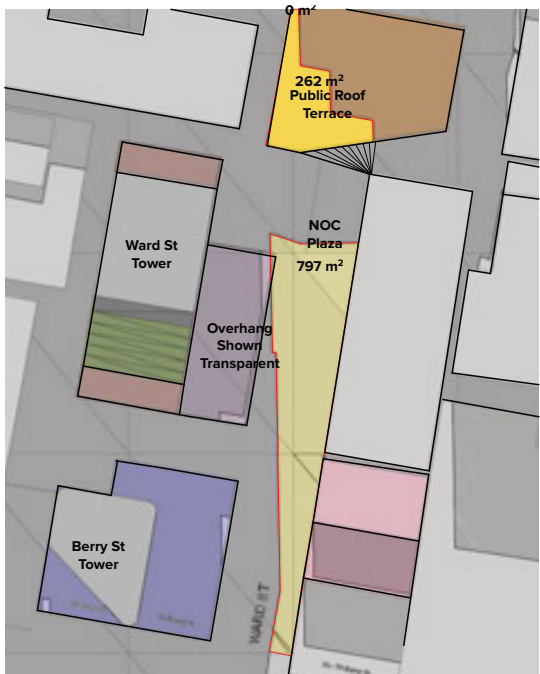 0 m²
262 m²
Public Roof
Terrace
NOC
Plaza
797 m²
Ward St
Tower
Overhang
Shown
Transparent
Berry St
Tower
WARD ST